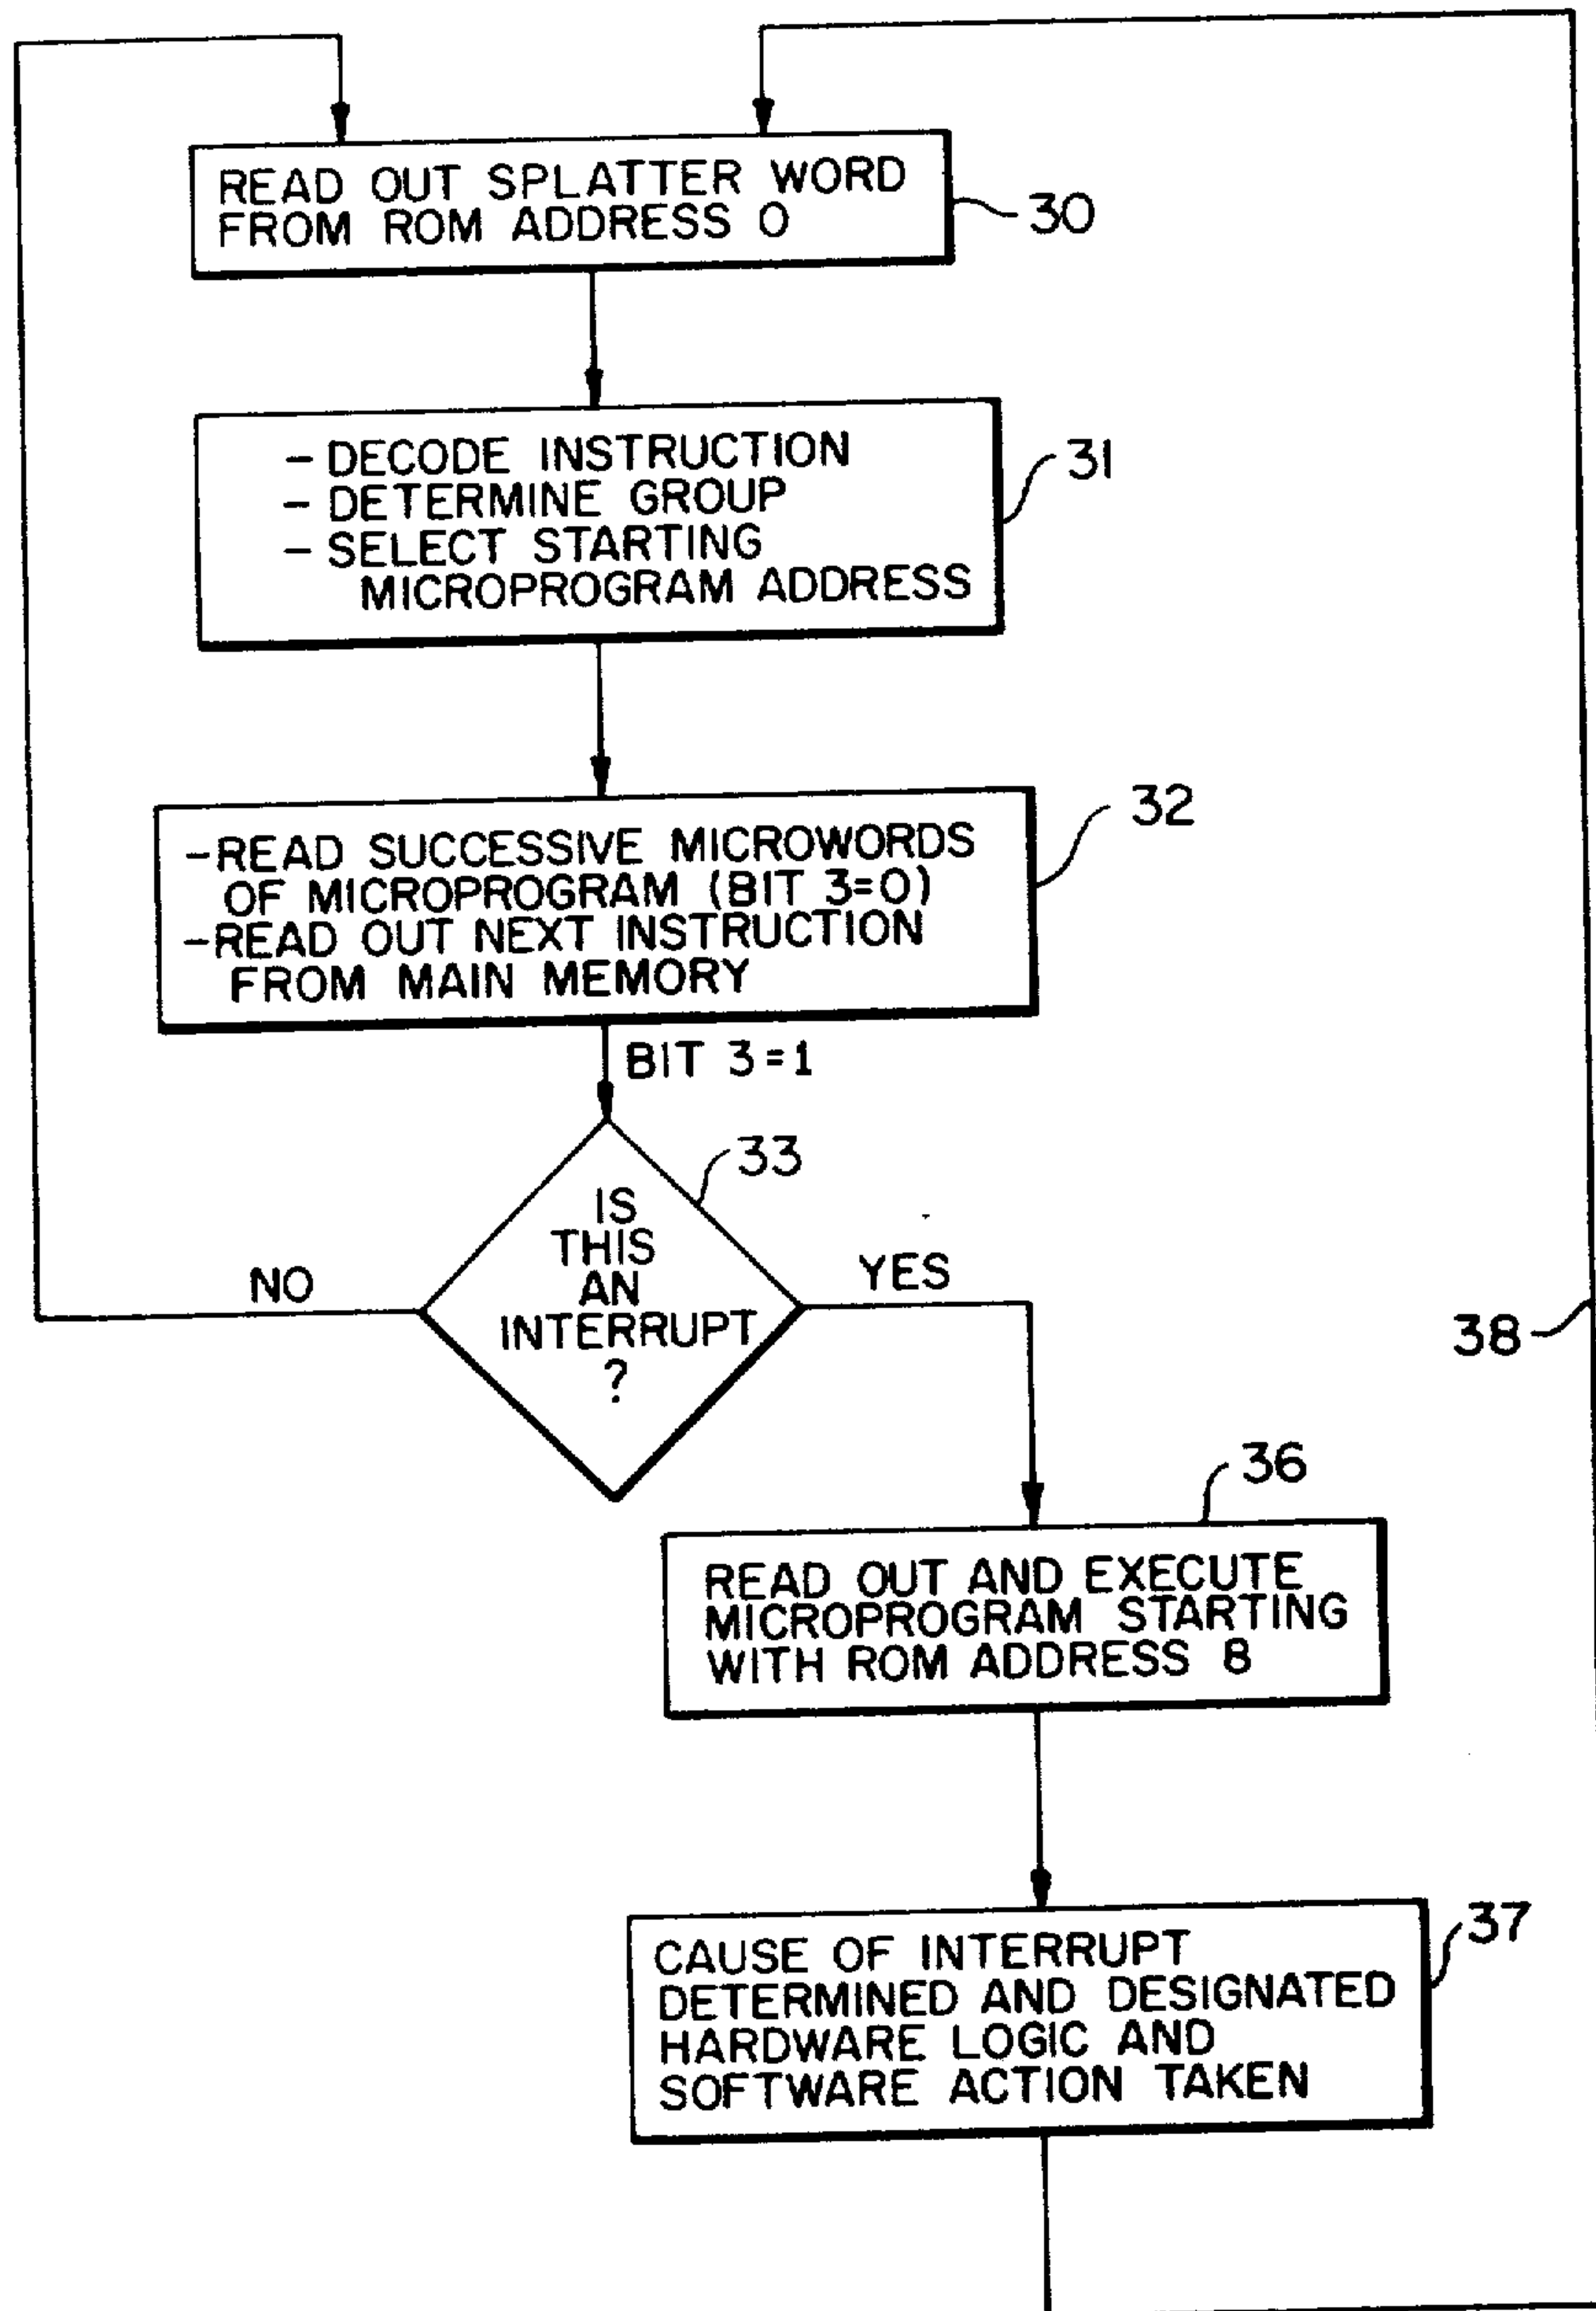 READ OUT SPLATTER WORD
FROM ROM ADDRESS 0
30
- DECODE INSTRUCTION
- DETERMINE GROUP
- SELECT STARTING
MICROPROGRAM ADDRESS
31
-READ SUCCESSIVE MICROWORDS
OF MICROPROGRAM (BIT 3=0)
-READ OUT NEXT INSTRUCTION
FROM MAIN MEMORY
32
BIT 3=1
33
IS
THIS
AN
INTERRUPT
?
NO
YES
38
36
READ OUT AND EXECUTE
MICROPROGRAM STARTING
WITH ROM ADDRESS 8
37
CAUSE OF INTERRUPT
DETERMINED AND DESIGNATED
HARDWARE LOGIC AND
SOFTWARE ACTION TAKEN